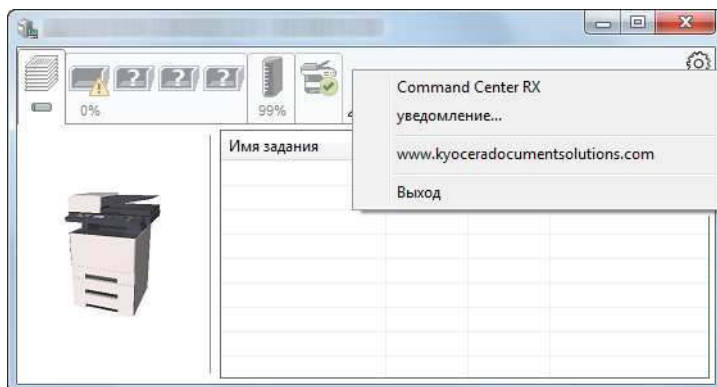 0%
99%
Command Center RX
уведомление...
www.kyoceradocumentsolutions.com
Выход
Имя задания